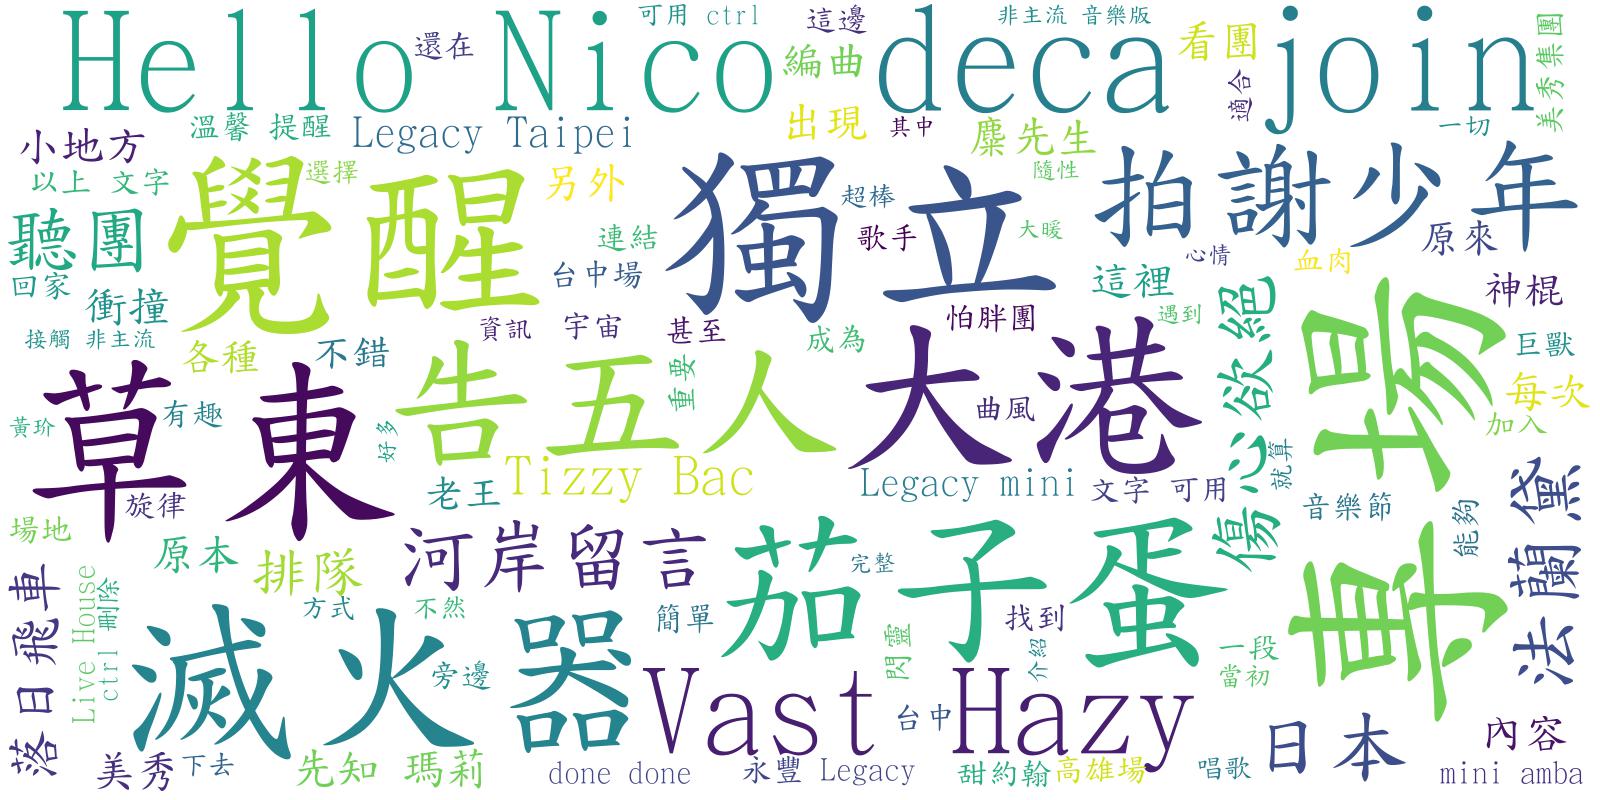 Hello Nico
deca join
還在
可用 ctrl
這邊
非主流 音樂版
編曲
看團
適合
美秀集團
小地方
溫馨 提醒
Legacy Taipei
出現
其中
麋先生
一切
以上 文字
選擇
覺醒
另外
獨立
超棒
隨性
拍謝少年
聽團
連結
歌手
大暖
原來
回家
衝撞
台中場
心情
血肉
這裡
神棍
接觸 非主流
資訊
宇宙
甚至
怕胖團
成為
遇到
傷心欲絕
專場
巨獸
各種
不錯
草東
告五人
重要
大港
曲風
每次
加入
黃玠
有趣
好多
旋律
老王
Tizzy Bac
Legacy mini
文字 可用
就算
音樂節
能夠
法蘭黛
場地
原本
排隊
河岸留言
茄子蛋
完整
落日飛車
Live House
ctrl 刪除
方式
不然
簡單
找到
滅火器
旁邊
閃靈
介紹
一段
當初
Vast
Hazy
台中
日本
內容
美秀
下去
先知 瑪莉
done done
永豐 Legacy
甜約翰
高雄場
唱歌
mini amba